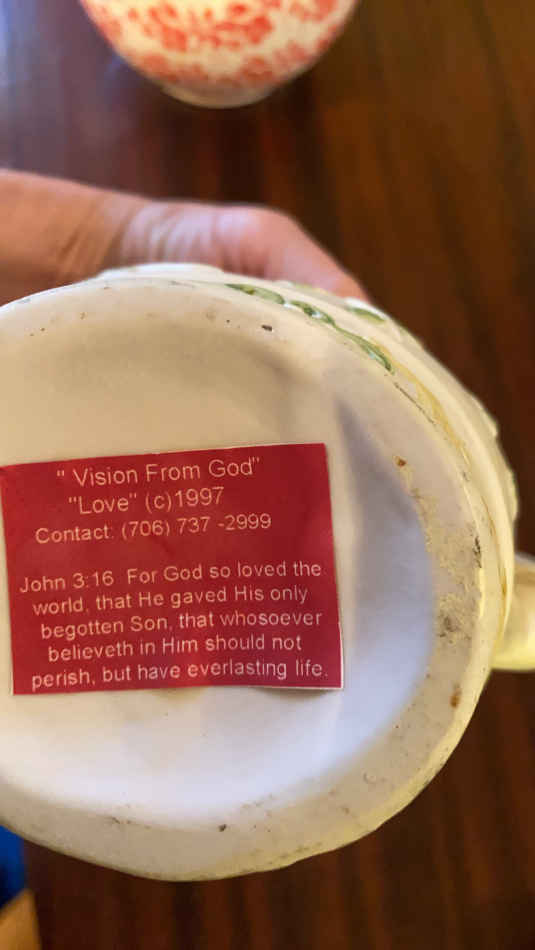 " Vision From God"
"Love" (c)1997
Contact: (706) 737 -2999
John 3:16 For God so loved the
world, that He gaved His only
begotten Son, that whosoever
believeth in Him should not
perish, but have everlasting life.